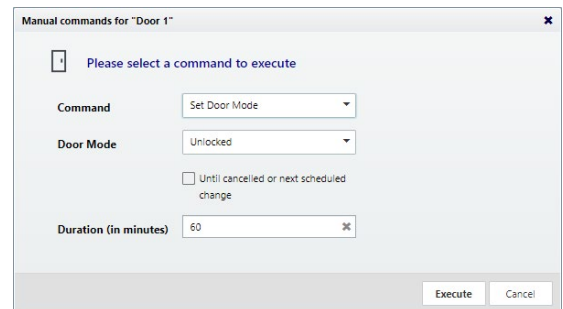 Manual commands for "Door 1"
Please select a command to execute
Command Set Door Mode
Door Mode Unlocked
Until cancelled or next scheduled
change
Duration (in minutes) 60
Execute Cancel